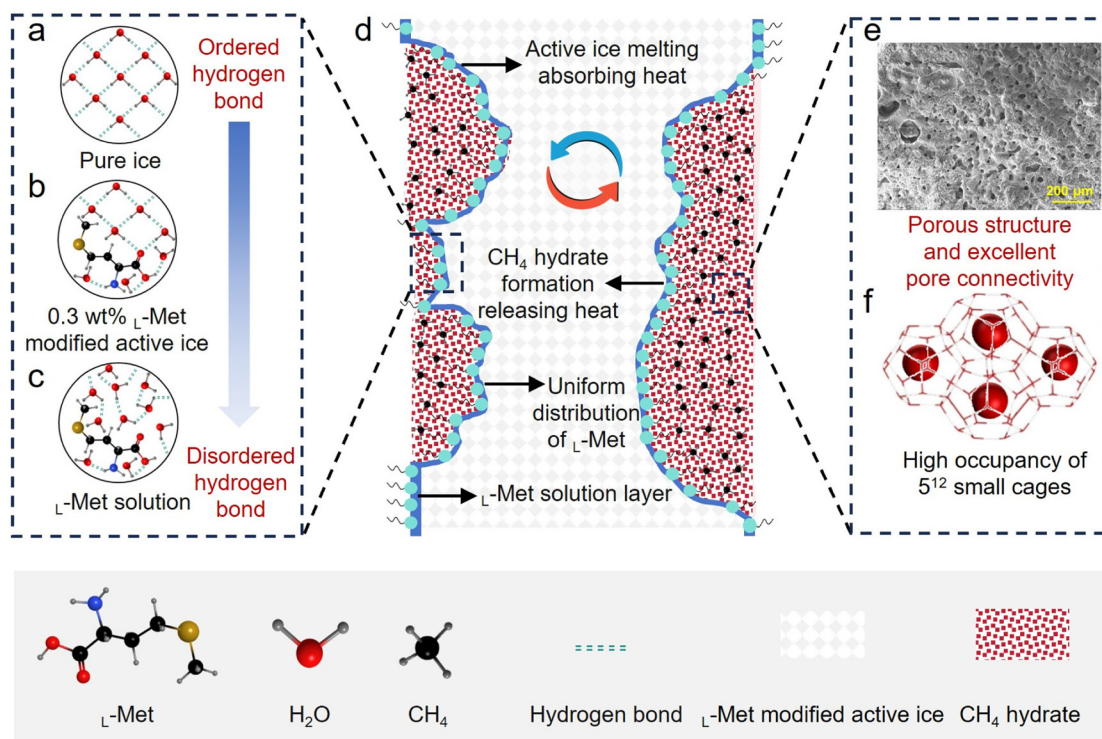 a
Ordered
hydrogen
bond
Pure ice
b
0.3 wt% L-Met
modified active ice
c
Disordered
hydrogen
bond
L-Met solution
d
Active ice melting
absorbing heat
CH4 hydrate
formation
releasing heat
Uniform
distribution
of L-Met
L-Met solution layer
e
200 μm
Porous structure
and excellent
pore connectivity
f
High occupancy of
5¹² small cages
L-Met
H2O
CH4
Hydrogen bond
L-Met modified active ice
CH4 hydrate